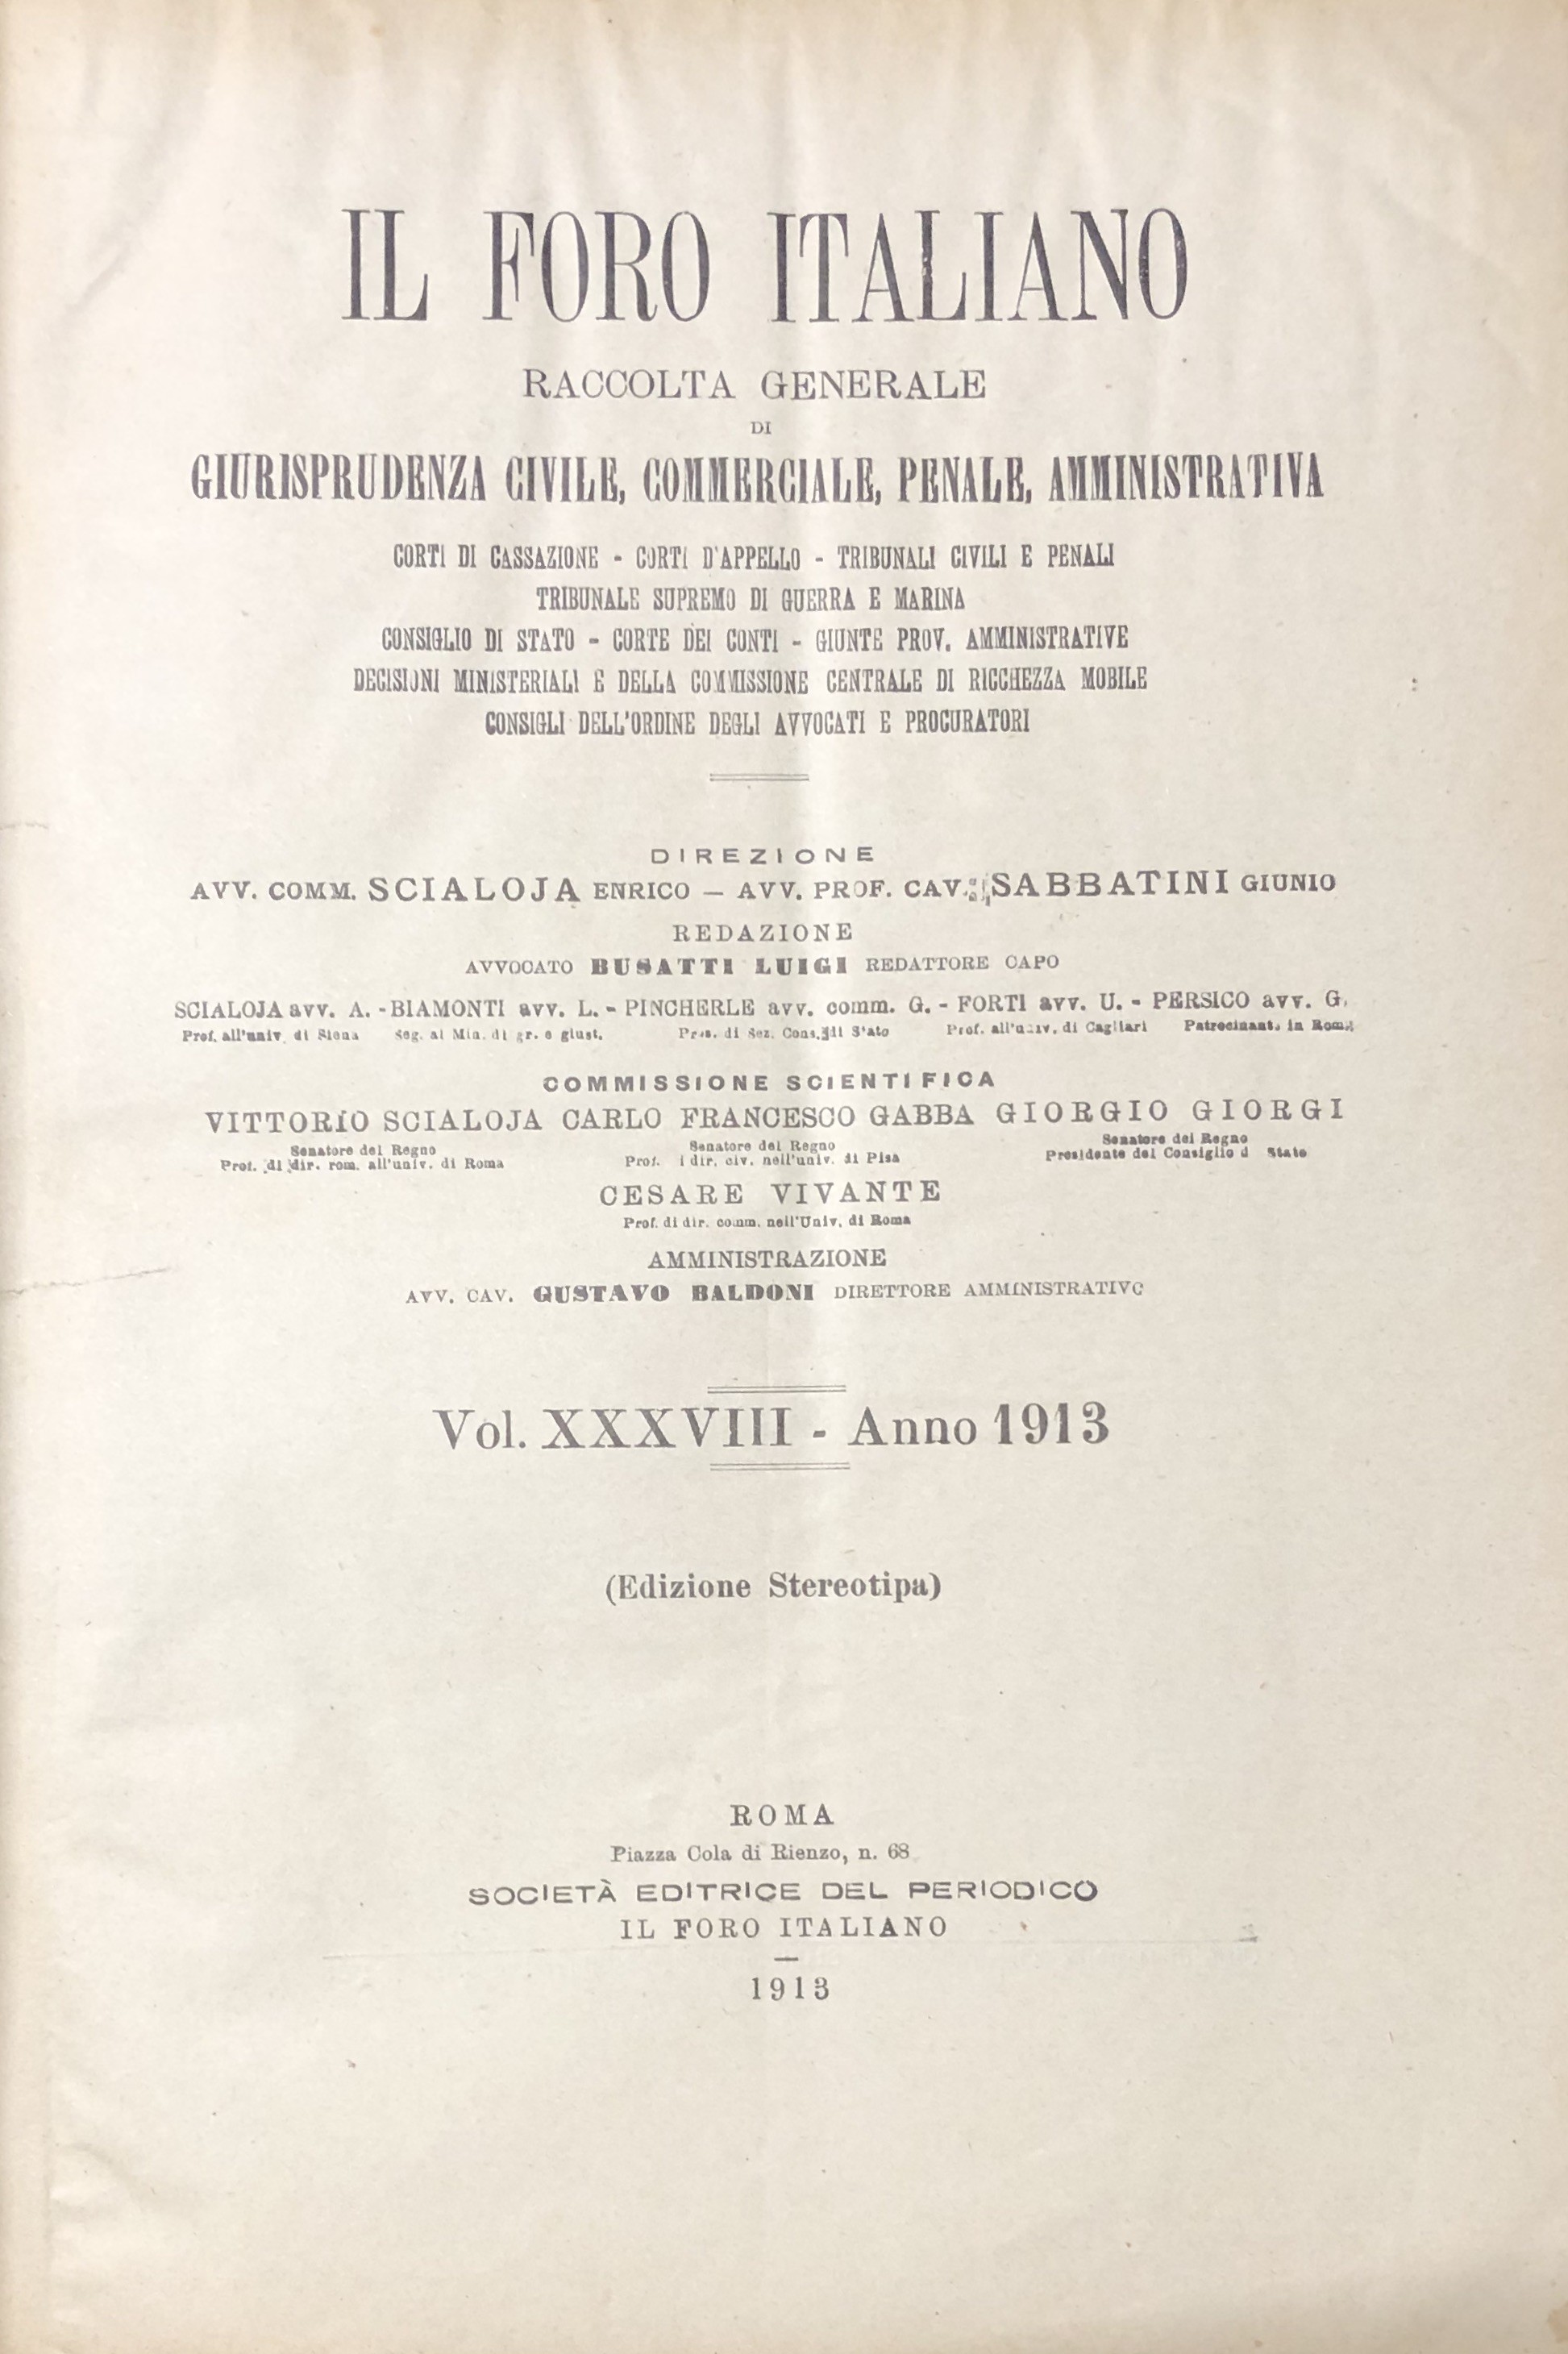 IL FORO ITALIANO
RACCOLTA GENERALE
DI
GIURISPRUDENZA CIVILE, COMMERCIALE, PENALE, AMMINISTRATIVA
CORTI DI CASSAZIONE - CORTI D'APPELLO - TRIBUNALI CIVILI E PENALI
TRIBUNALE SUPREMO DI GUERRA E MARINA
CONSIGLIO DI STATO - CORTE DEI CONTI - GIUNTE PROV. AMMINISTRATIVE
DECISIONI MINISTERIALI E DELLA COMMISSIONE CENTRALE DI RICCHEZZA MOBILE
CONSIGLI DELL'ORDINE DEGLI AVVOCATI E PROCURATORI
DIREZIONE
AVV. COMM. SCIALOJA ENRICO — AVV. PROF. CAV. SABBATINI GIUNIO
REDAZIONE
AVVOCATO BUSATTI LUIGI REDATTORE CAPO
SCIALOJA avv. A. - BIAMONTI avv. L. - PINCHERLE avv. comm. G. - FORTI avv. U. - PERSICO avv. G.
Prof. all'univ. di Siena Seg. al Min. di gr. e giust. Pres. di Sez. Cons. di Stato Prof. all'univ. di Cagliari Patrocinante in Roma
COMMISSIONE SCIENTIFICA
VITTORIO SCIALOJA CARLO FRANCESCO GABBA GIORGIO GIORGI
Senatore del Regno Senatore del Regno Senatore del Regno
Prof. di dir. rom. all'univ. di Roma Prof. i dir. civ. nell'univ. di Pisa Presidente del Consiglio d Stato
CESARE VIVANTE
Prof. di dir. comm. nell'Univ. di Roma
AMMINISTRAZIONE
AVV. CAV. GUSTAVO BALDONI DIRETTORE AMMINISTRATIVO
Vol. XXXVIII - Anno 1913
(Edizione Stereotipa)
ROMA
Piazza Cola di Rienzo, n. 68
SOCIETÀ EDITRICE DEL PERIODICO
IL FORO ITALIANO
1913